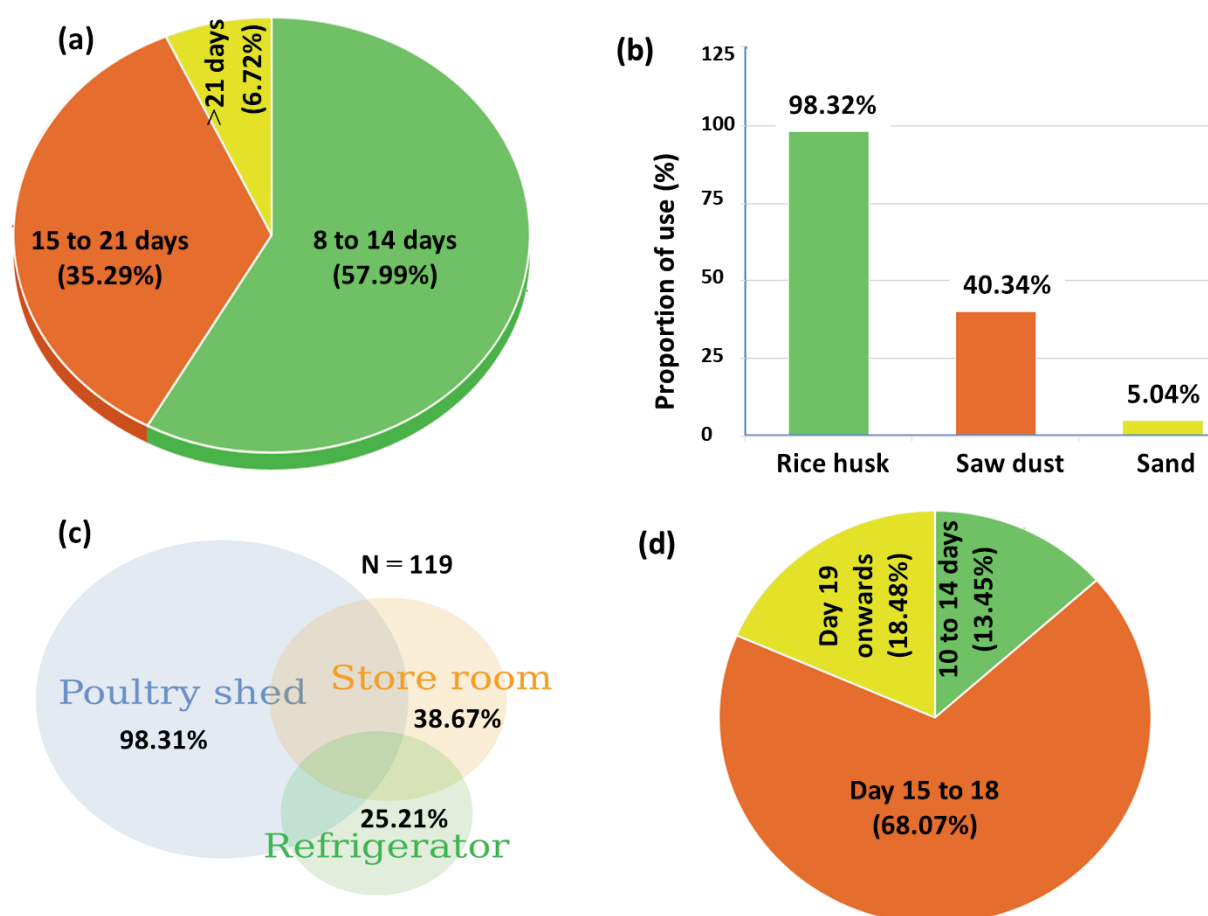 (a)
>21 days
(6.72%)
15 to 21 days
(35.29%)
8 to 14 days
(57.99%)
(b)
Proportion of use (%)
125
100
75
50
25
0
98.32%
40.34%
5.04%
Rice husk
Saw dust
Sand
(c)
N = 119
Poultry shed
98.31%
Store room
38.67%
25.21%
Refrigerator
(d)
Day 19
onwards
(18.48%)
10 to 14 days
(13.45%)
Day 15 to 18
(68.07%)